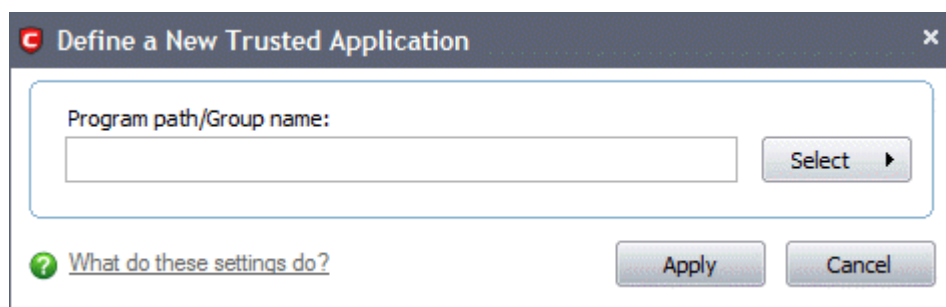 Define a New Trusted Application
Program path/Group name:
Select
What do these settings do?
Apply
Cancel